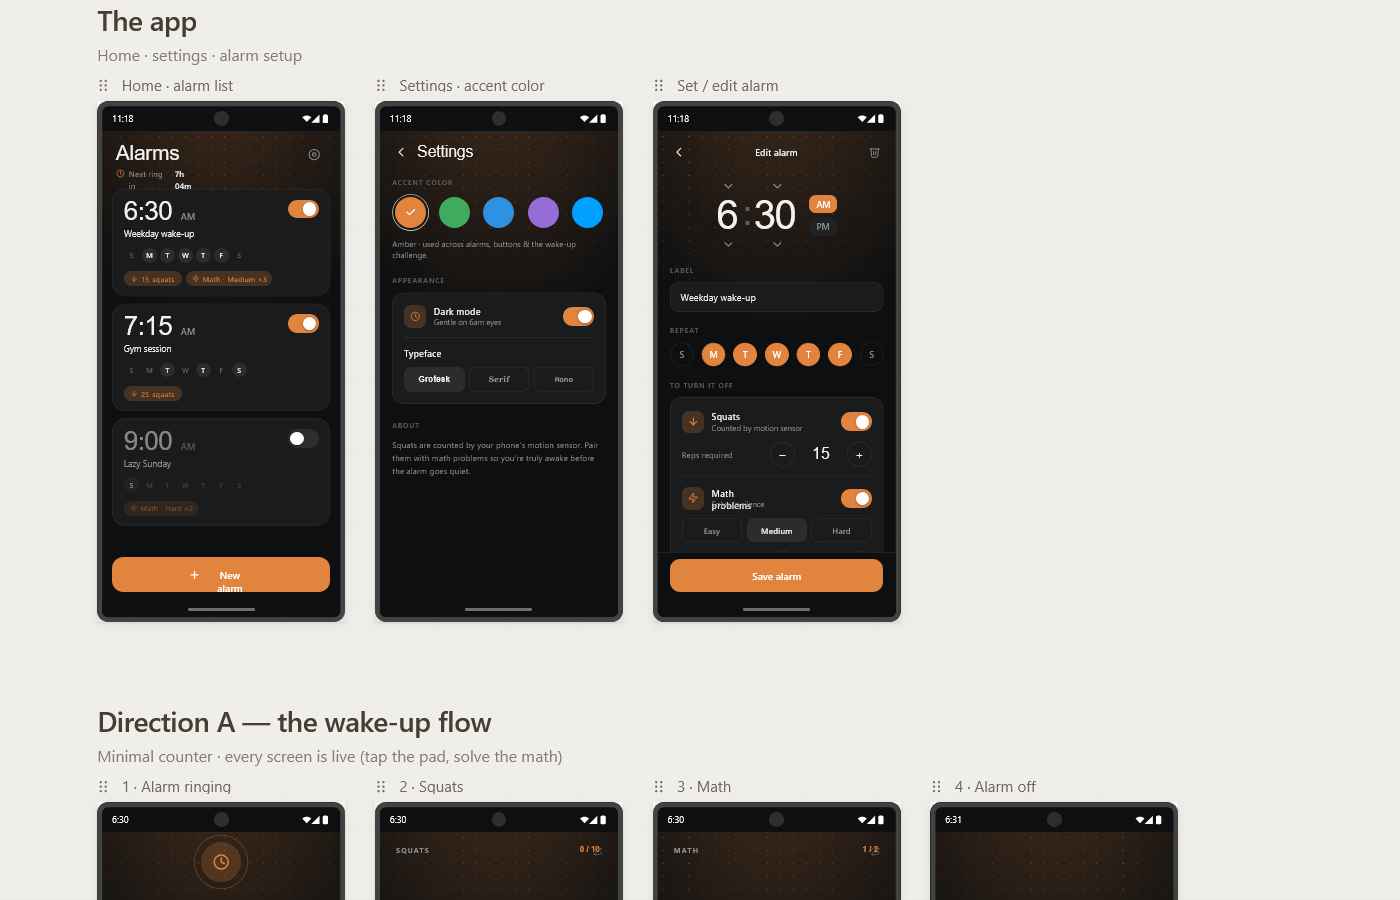 The app
Home · settings · alarm setup
Home · alarm list
11:18
Alarms
Next ring in
7h 04m
6:30 AM
Weekday wake-up
S M T W T F S
15 squats
Math · Medium ×3
7:15 AM
Gym session
S M T W T F S
25 squats
9:00 AM
Lazy Sunday
S M T W T F S
Math · Hard ×2
+ New alarm
Settings · accent color
11:18
Settings
ACCENT COLOR
Amber · used across alarms, buttons & the wake-up
challenge.
APPEARANCE
Dark mode
Gentle on 6am eyes
Typeface
Grotesk
Serif
Mono
ABOUT
Squats are counted by your phone's motion sensor. Pair
them with math problems so you're truly awake before
the alarm goes quiet.
Set / edit alarm
11:18
Edit alarm
6:30
AM
PM
LABEL
Weekday wake-up
REPEAT
S M T W T F S
TO TURN IT OFF
Squats
Counted by motion sensor
Reps required
− 15 +
Math
problems
Easy
Medium
Hard
Save alarm
Direction A — the wake-up flow
Minimal counter · every screen is live (tap the pad, solve the math)
1 · Alarm ringing
6:30
2 · Squats
6:30
SQUATS
0 / 10
3 · Math
6:30
MATH
1 / 2
4 · Alarm off
6:31